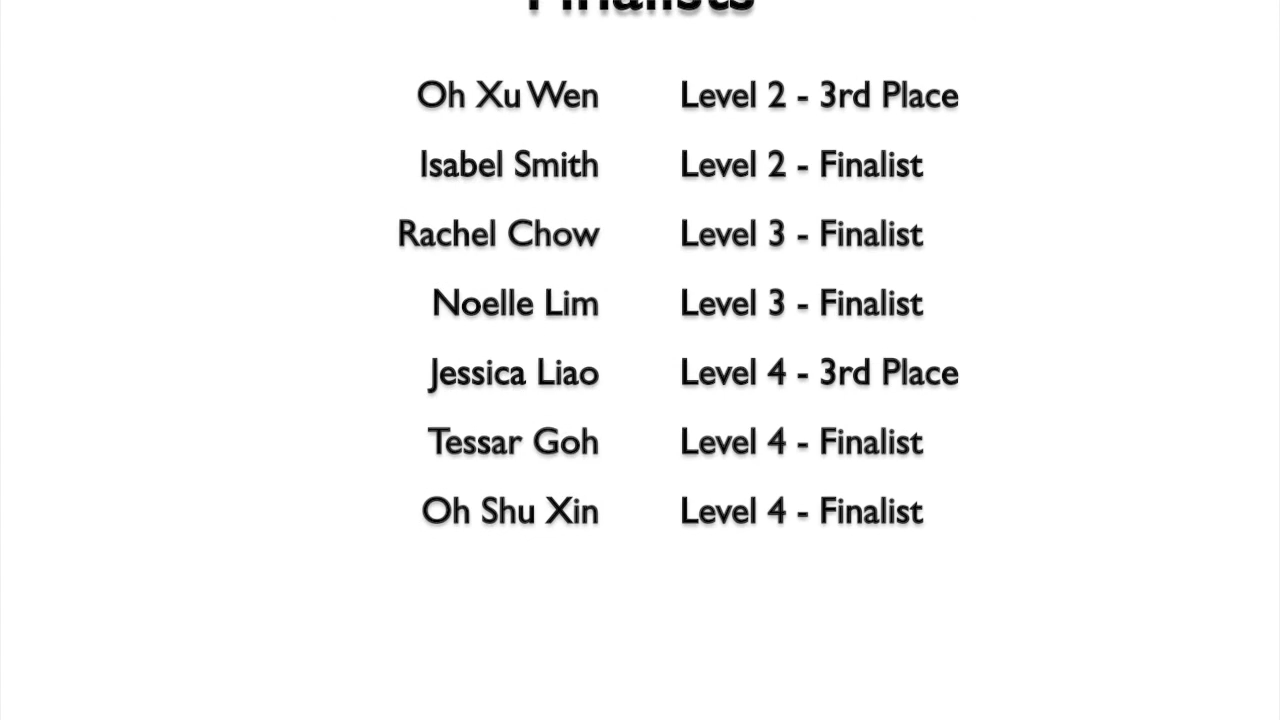 Finalists
Oh Xu Wen Level 2 - 3rd Place
Isabel Smith Level 2 - Finalist
Rachel Chow Level 3 - Finalist
Noelle Lim Level 3 - Finalist
Jessica Liao Level 4 - 3rd Place
Tessar Goh Level 4 - Finalist
Oh Shu Xin Level 4 - Finalist